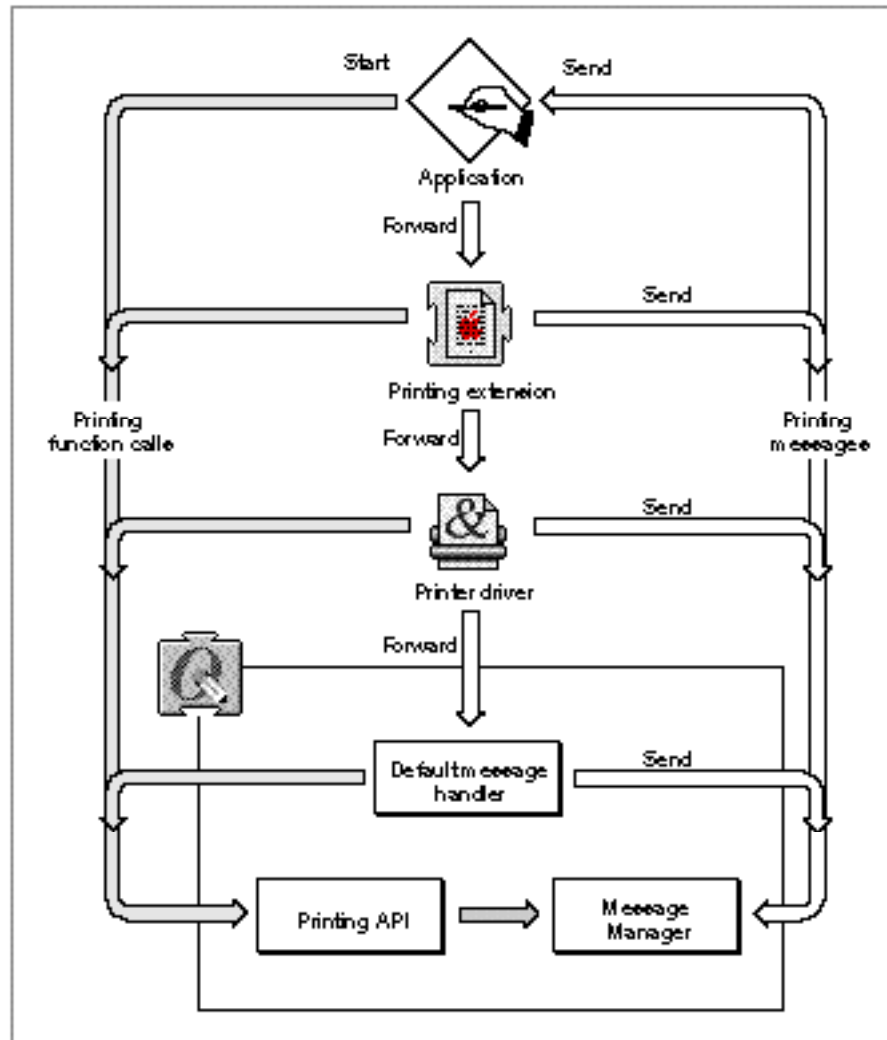 Start
Send
Application
Forward
Send
Printing extension
Printing
function calls
Forward
Printing
messages
Send
&
Printer driver
Forward
Q
Default message
handler
Send
Printing API
Message
Manager